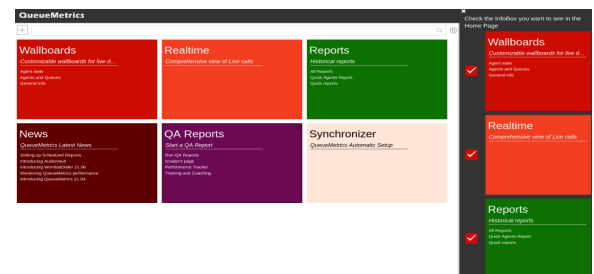 QueueMetrics
Wallboards
Customizable wallboards for live d...
Agent state
Agents and Queues
General Info
Realtime
Comprehensive view of Live calls
Reports
Historical reports
All Reports
Quick Agents Report
Quick reports
News
QueueMetrics Latest News
Setting up Scheduled Reports
Introducing AudioVault
Introducing WombatDialer 21.06
Monitoring QueueMetrics performance
Introducing QueueMetrics 21.04
QA Reports
Start a QA Report
Run QA Reports
Grader's page
Performance Tracker
Training and Coaching
Synchronizer
QueueMetrics Automatic Setup
Check the InfoBox you want to see in the
Home Page
Wallboards
Customizable wallboards for live d...
Agent state
Agents and Queues
General Info
Realtime
Comprehensive view of Live calls
Reports
Historical reports
All Reports
Quick Agents Report
Quick reports